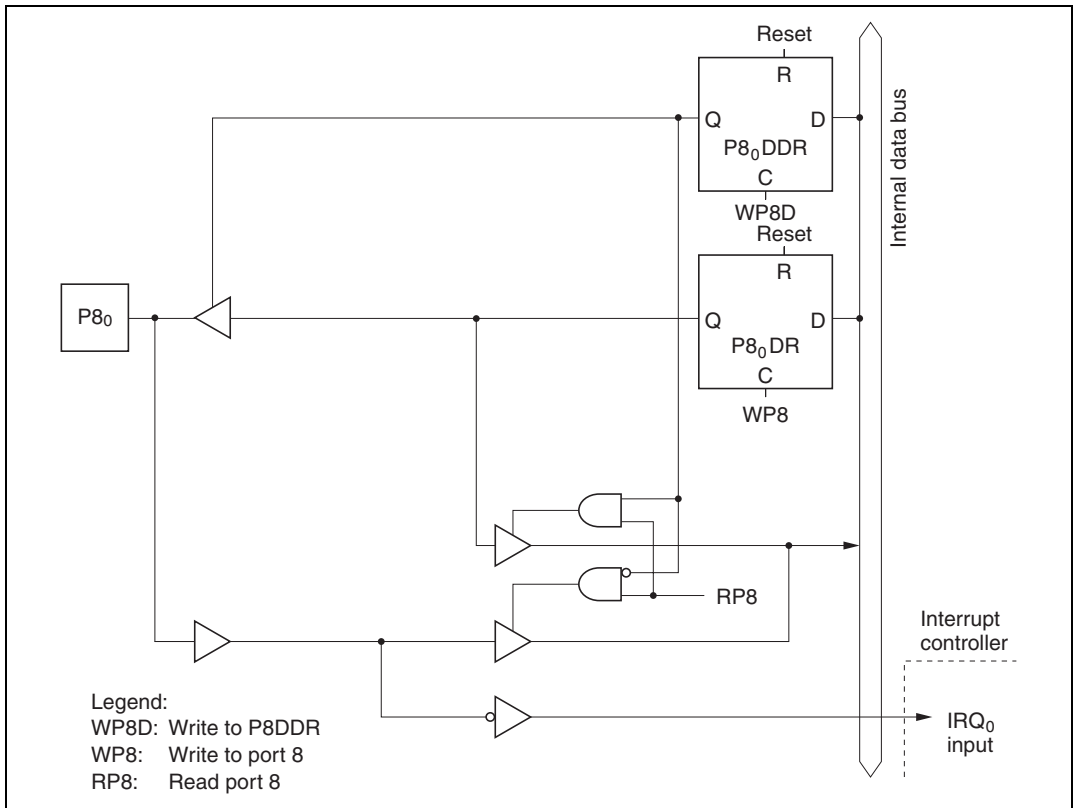 Reset
R
Q D
P8₀DDR
C
WP8D
Reset
R
P8₀
Q D
P8₀DR
C
WP8
Internal data bus
RP8
Interrupt
controller
IRQ₀
input
Legend:
WP8D: Write to P8DDR
WP8: Write to port 8
RP8: Read port 8